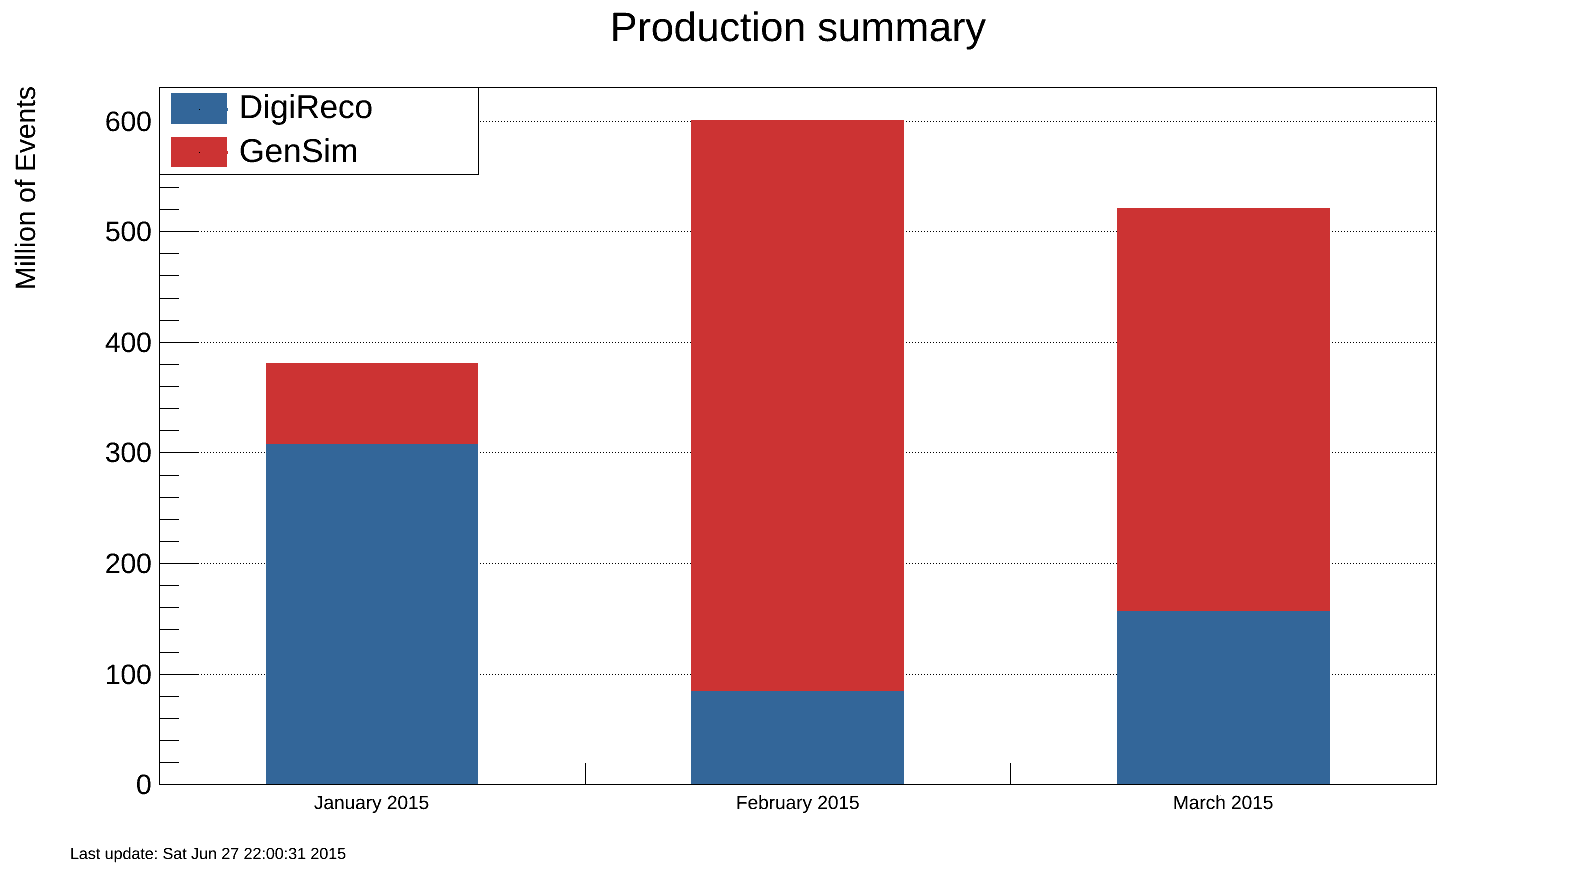 Production summary
Million of Events
DigiReco
GenSim
600
500
400
300
200
100
0
January 2015
February 2015
March 2015
Last update: Sat Jun 27 22:00:31 2015